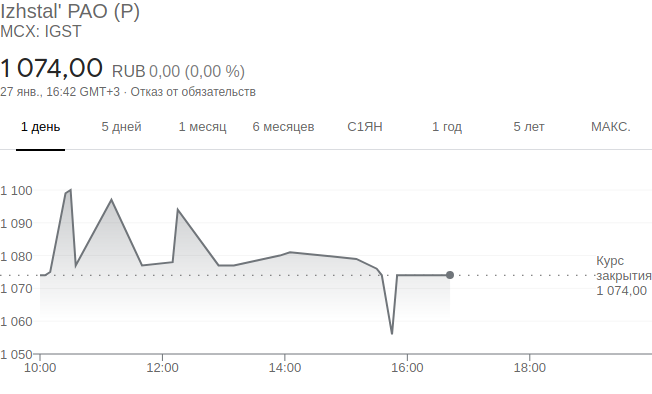 Izhstal' PAO (P)
MCX: IGST
1 074,00 RUB 0,00 (0,00 %)
27 янв., 16:42 GMT+3 · Отказ от обязательств
1 день 5 дней 1 месяц 6 месяцев С1ЯН 1 год 5 лет МАКС.
1 100
1 090
1 080
1 070
1 060
1 050
Курс
закрытия
1 074,00
10:00 12:00 14:00 16:00 18:00